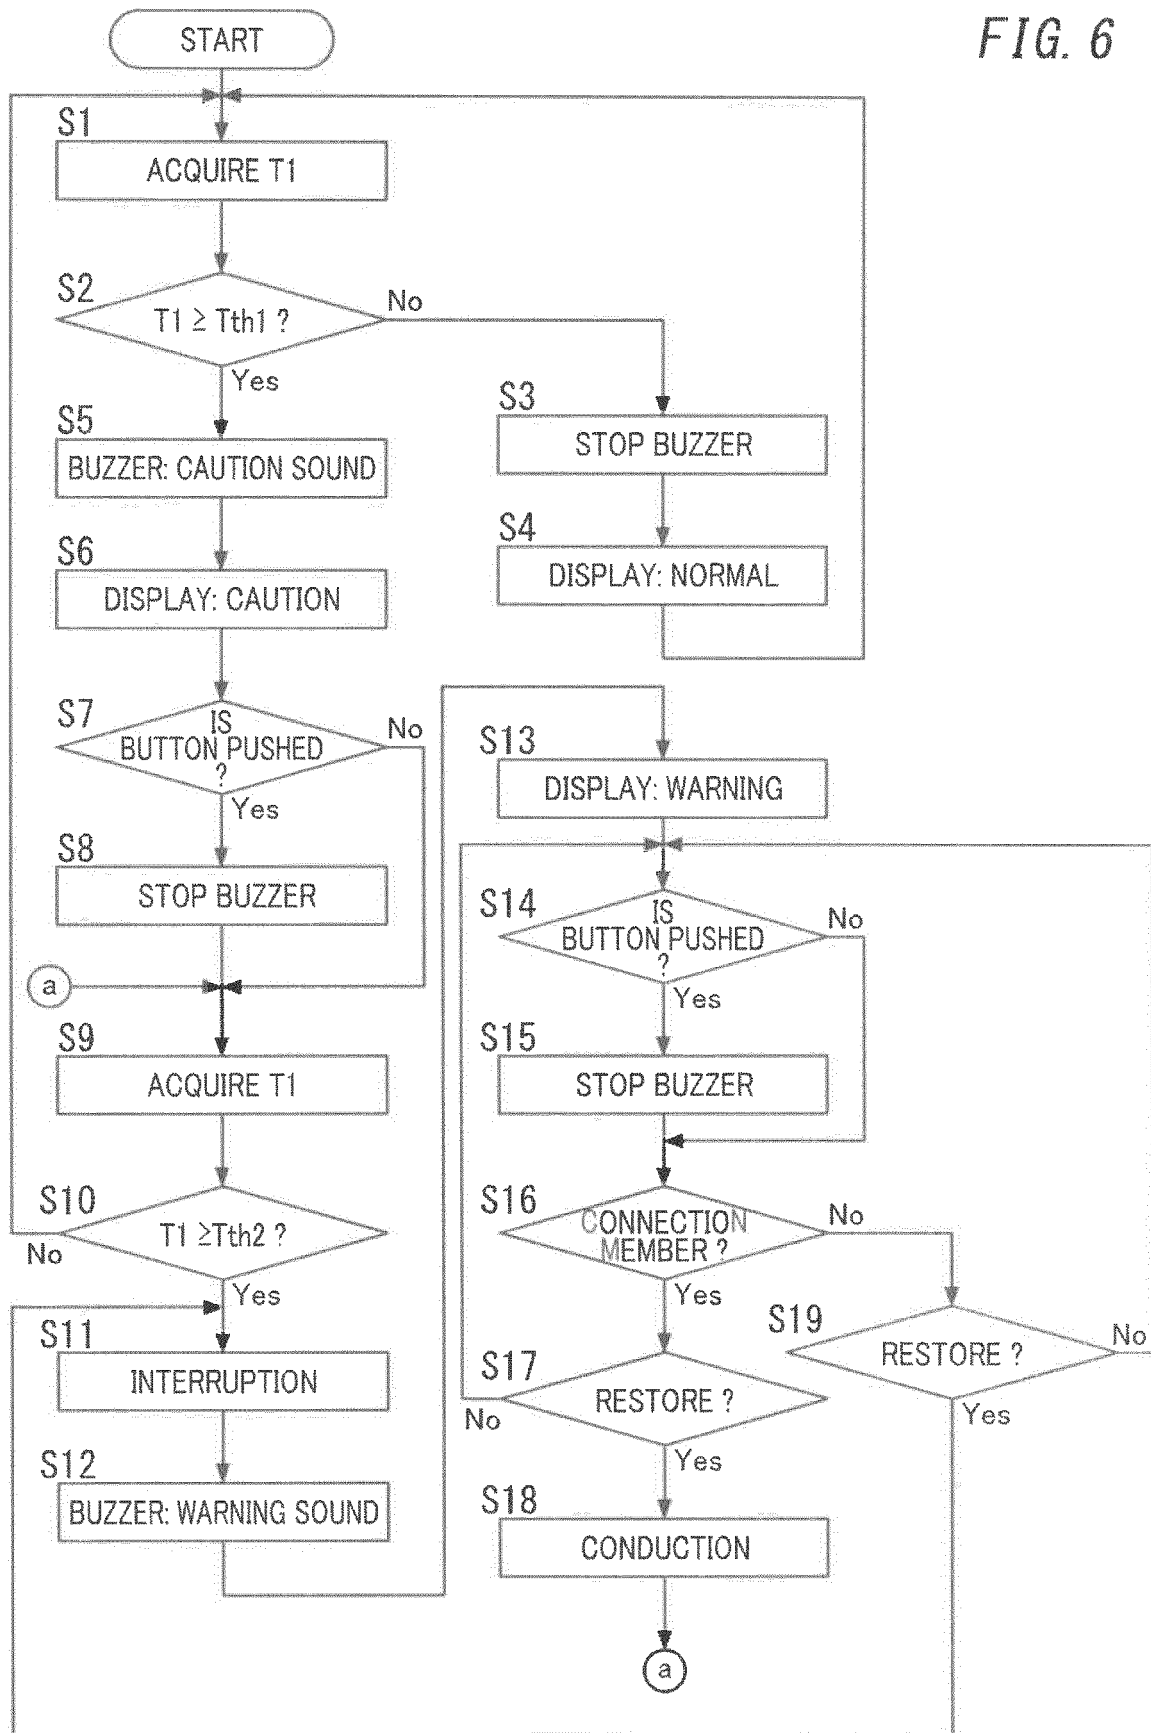 FIG. 6
START
S1
ACQUIRE T1
S2
T1 ≥ Tth1 ?
No
Yes
S3
STOP BUZZER
S4
DISPLAY: NORMAL
S5
BUZZER: CAUTION SOUND
S6
DISPLAY: CAUTION
S7
IS
BUTTON PUSHED
?
No
Yes
S8
STOP BUZZER
a
S9
ACQUIRE T1
S10
T1 ≥Tth2 ?
No
Yes
S11
INTERRUPTION
S12
BUZZER: WARNING SOUND
S13
DISPLAY: WARNING
S14
IS
BUTTON PUSHED
?
No
Yes
S15
STOP BUZZER
S16
CONNECTION
MEMBER ?
No
Yes
S17
RESTORE ?
No
Yes
S18
CONDUCTION
a
S19
RESTORE ?
No
Yes